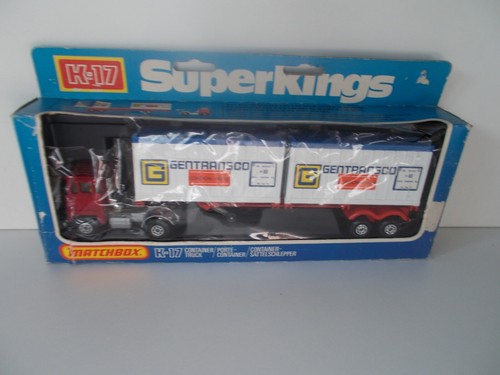 K-17 SuperKings
G GENTRANSCO G GENTRANSCO
MATCHBOX K-17 CONTAINER TRUCK / PORTE-CONTAINER / CONTAINER-SATTELSCHLEPPER